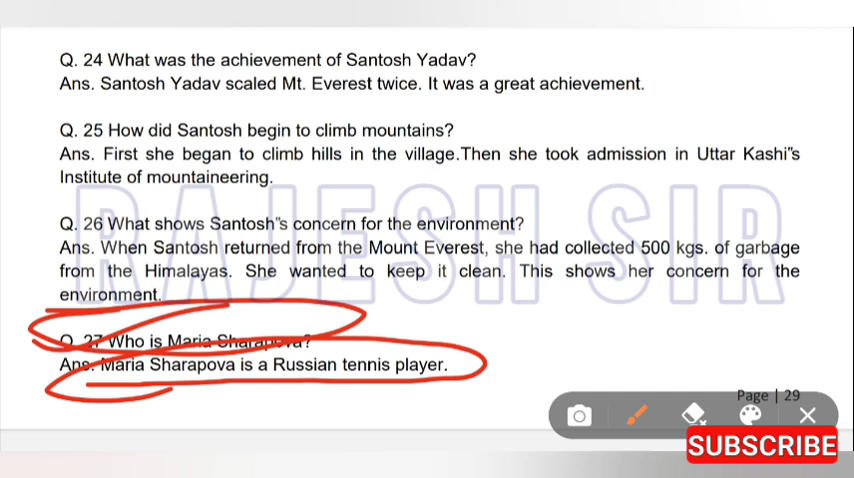 Q. 24 What was the achievement of Santosh Yadav?
Ans. Santosh Yadav scaled Mt. Everest twice. It was a great achievement.
Q. 25 How did Santosh begin to climb mountains?
Ans. First she began to climb hills in the village.Then she took admission in Uttar Kashi"s
Institute of mountaineering.
RAJESH SIR
Q. 26 What shows Santosh"s concern for the environment?
Ans. When Santosh returned from the Mount Everest, she had collected 500 kgs. of garbage
from the Himalayas. She wanted to keep it clean. This shows her concern for the
environment.
Q. 27 Who is Maria Sharapova?
Ans. Maria Sharapova is a Russian tennis player.
Page | 29
SUBSCRIBE